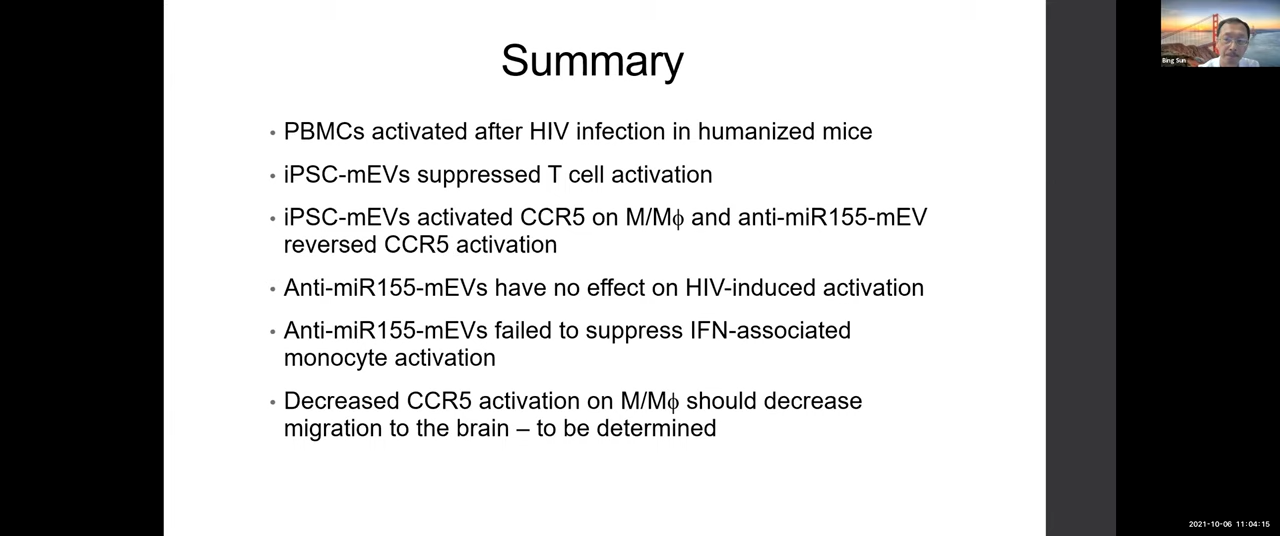 Summary
• PBMCs activated after HIV infection in humanized mice
• iPSC-mEVs suppressed T cell activation
• iPSC-mEVs activated CCR5 on M/Mϕ and anti-miR155-mEV
reversed CCR5 activation
• Anti-miR155-mEVs have no effect on HIV-induced activation
• Anti-miR155-mEVs failed to suppress IFN-associated
monocyte activation
• Decreased CCR5 activation on M/Mϕ should decrease
migration to the brain – to be determined
Bing Sun
2021-10-06 11:04:15